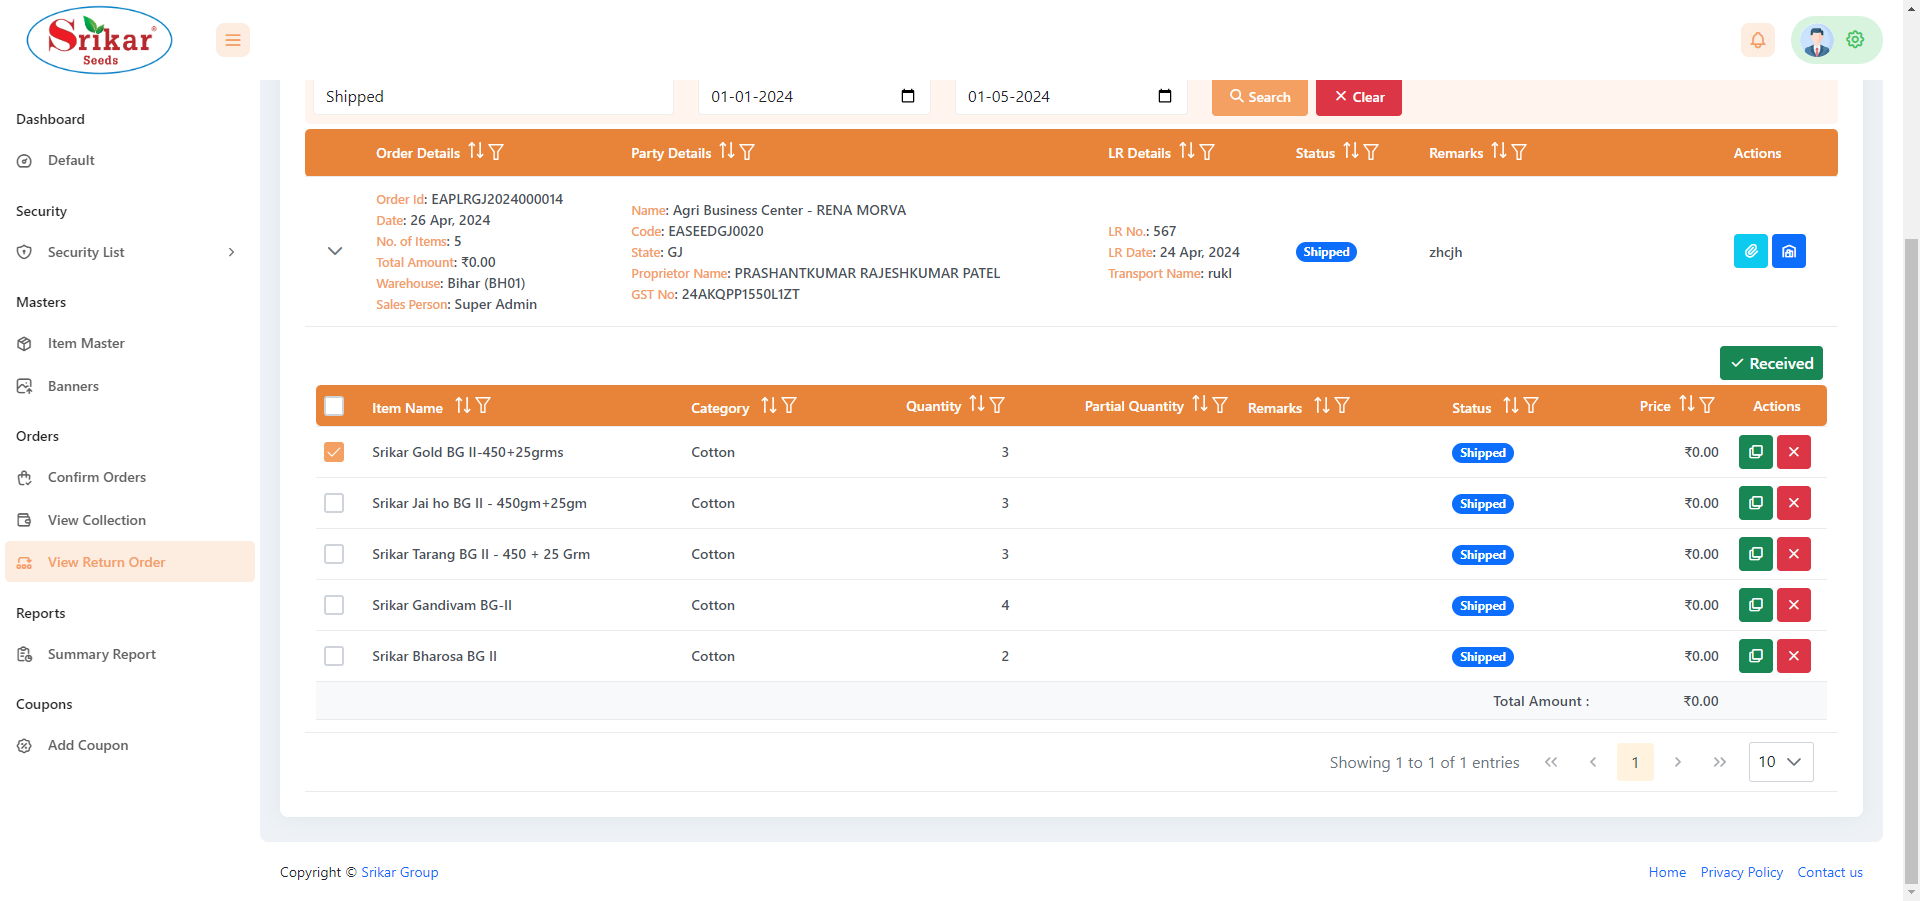 Srikar®
Seeds
Dashboard
Default
Security
Security List
Masters
Item Master
Banners
Orders
Confirm Orders
View Collection
View Return Order
Reports
Summary Report
Coupons
Add Coupon
Shipped 01-01-2024 01-05-2024 Search Clear
Order Details Party Details LR Details Status Remarks Actions
Order Id: EAPLRGJ2024000014
Date: 26 Apr, 2024
No. of Items: 5
Total Amount: ₹0.00
Warehouse: Bihar (BH01)
Sales Person: Super Admin
Name: Agri Business Center - RENA MORVA
Code: EASEEDGJ0020
State: GJ
Proprietor Name: PRASHANTKUMAR RAJESHKUMAR PATEL
GST No: 24AKQPP1550L1ZT
LR No.: 567
LR Date: 24 Apr, 2024
Transport Name: rukl
Shipped
zhcjh
Received
Item Name Category Quantity Partial Quantity Remarks Status Price Actions
Srikar Gold BG II-450+25grms Cotton 3 Shipped ₹0.00
Srikar Jai ho BG II - 450gm+25gm Cotton 3 Shipped ₹0.00
Srikar Tarang BG II - 450 + 25 Grm Cotton 3 Shipped ₹0.00
Srikar Gandivam BG-II Cotton 4 Shipped ₹0.00
Srikar Bharosa BG II Cotton 2 Shipped ₹0.00
Total Amount : ₹0.00
Showing 1 to 1 of 1 entries 1 10
Copyright © Srikar Group Home Privacy Policy Contact us